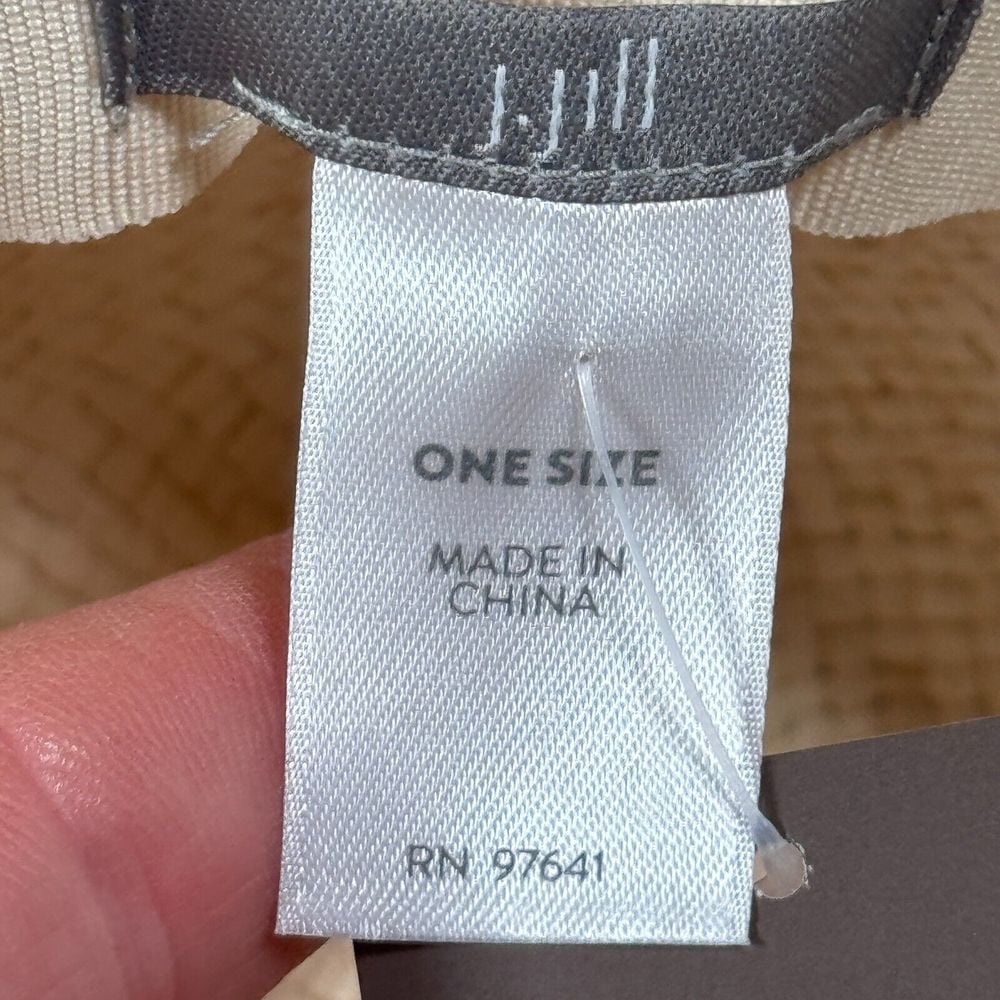 J.Jill
ONE SIZE
MADE IN
CHINA
RN 97641